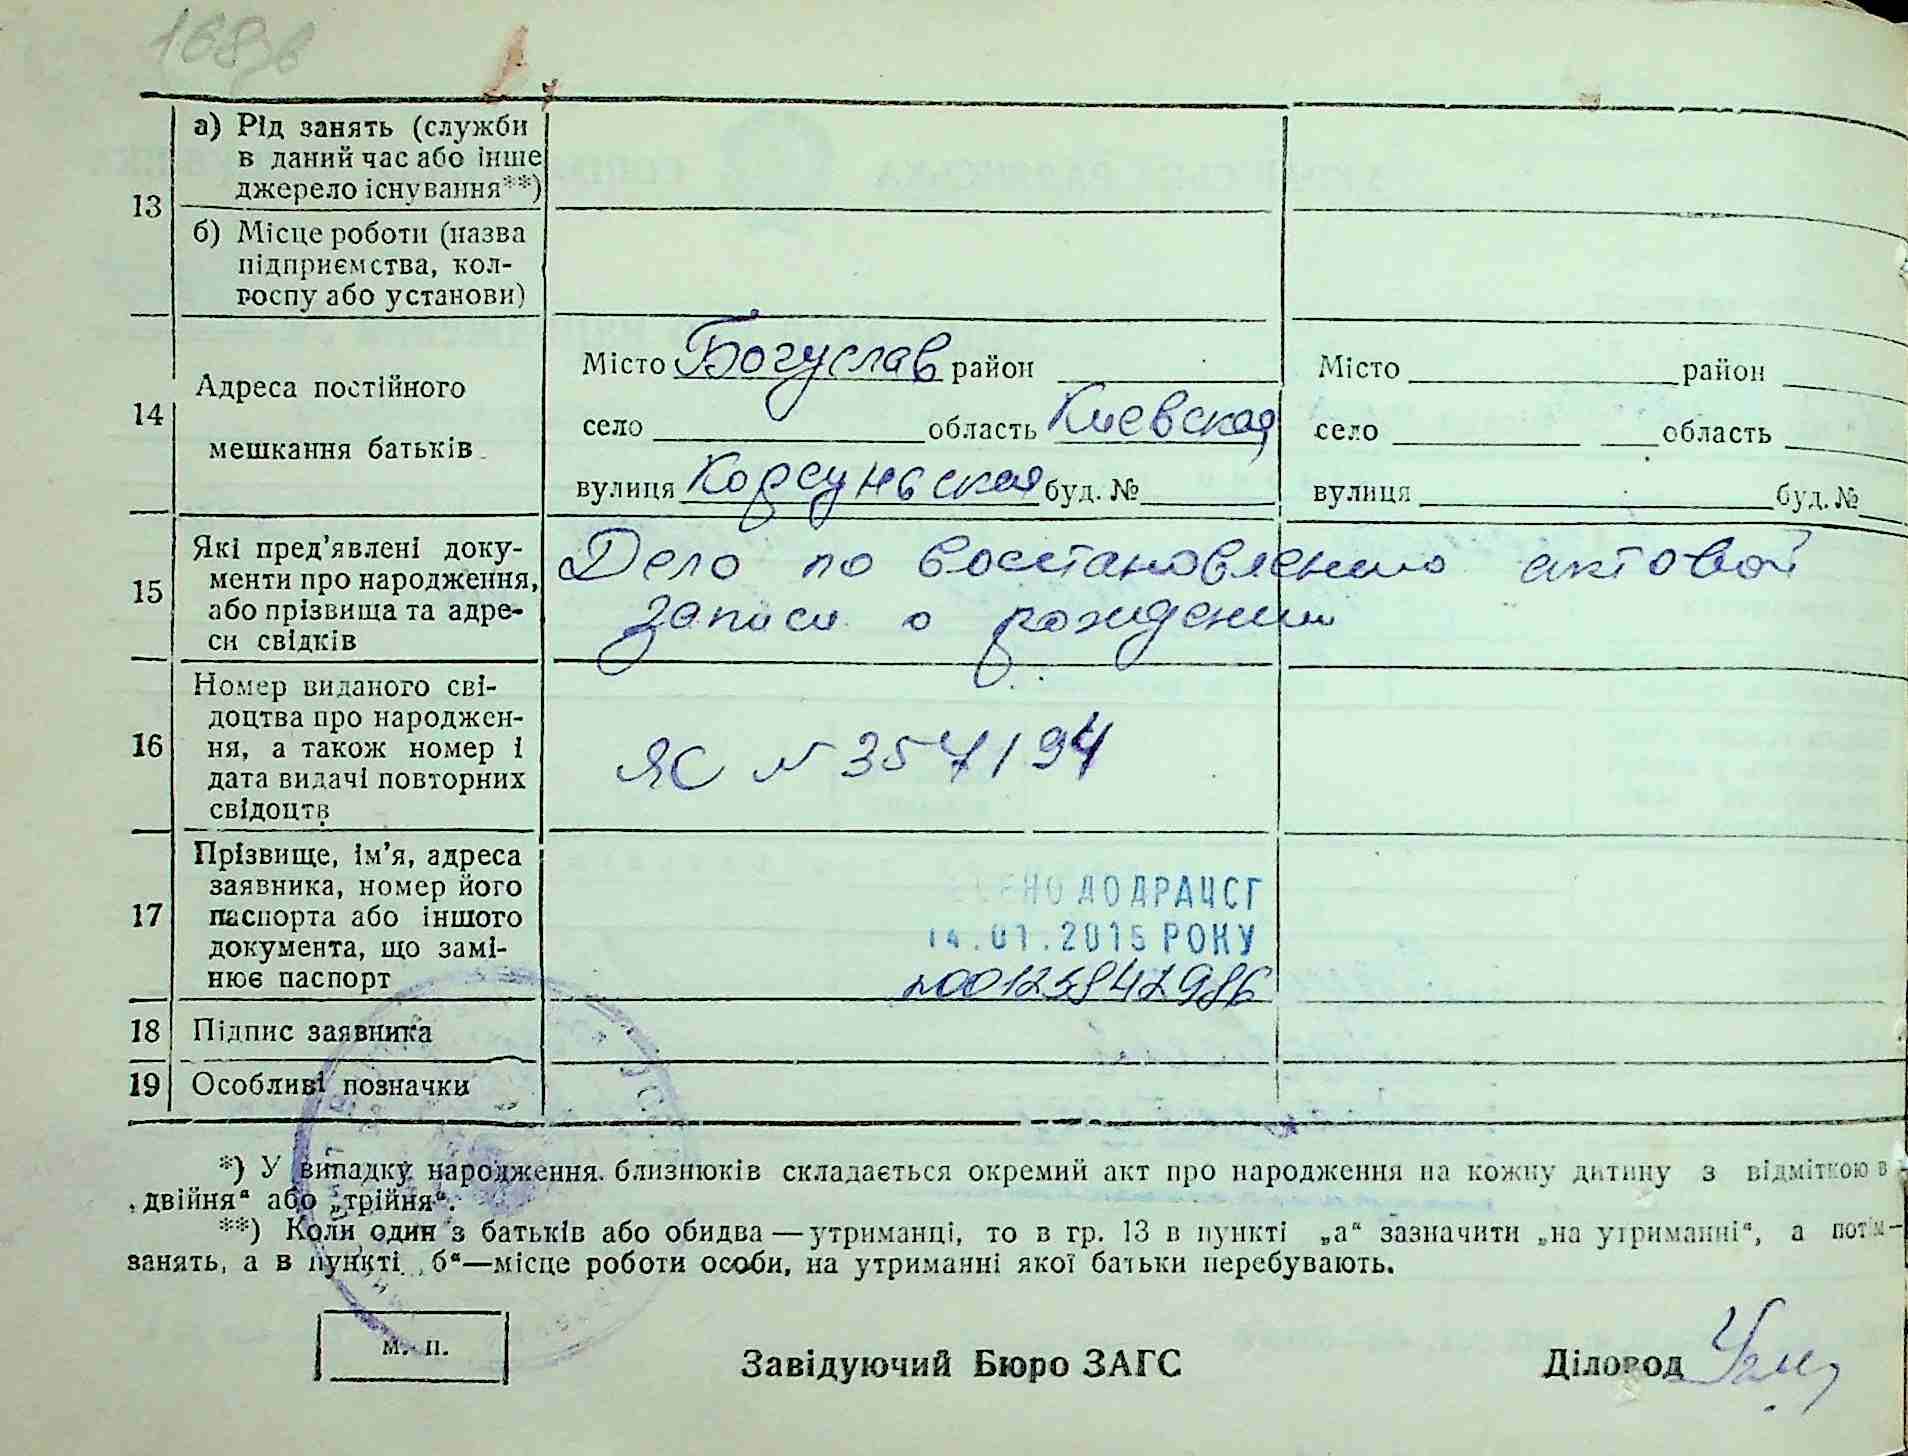 168
13
а) Рід занять (служби
в даний час або інше
джерело існування**)
б) Місце роботи (назва
підприємства, кол-
госпу або установи)
14
Адреса постійного
мешкання батьків
Місто Богуслав район
село область Киевская
вулиця Корсуньская буд. №
Місто район
село область
вулиця буд. №
15
Які пред’явлені доку-
менти про народження,
або прізвища та адре-
си свідків
Дело по восстановлению актовой
записи о рождении
16
Номер виданого сві-
доцтва про народжен-
ня, а також номер і
дата видачі повторних
свідоцтв
ЯС № 357194
17
Прізвище, ім’я, адреса
заявника, номер його
паспорта або іншого
документа, що замі-
нює паспорт
ДО ДРАЦСГ
14.01.2015 РОКУ
18
Підпис заявника
19
Особливі позначки
*) У випадку народження близнюків складається окремий акт про народження на кожну дитину з відміткою в
„двійня“ або „трійня“.
**) Коли один з батьків або обидва — утриманці, то в гр. 13 в пункті „а“ зазначити „на утриманні“, а потім —
занять, а в пункті „б“ — місце роботи особи, на утриманні якої батьки перебувають.
м. п.
Завідуючий Бюро ЗАГС
Діловод